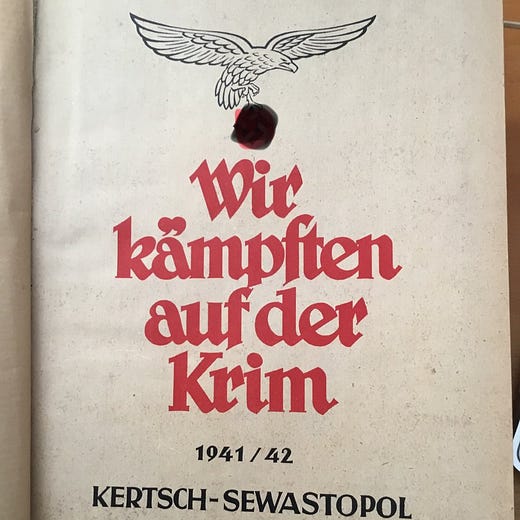 Wir
kämpften
auf der
Krim
1941/42
KERTSCH-SEWASTOPOL